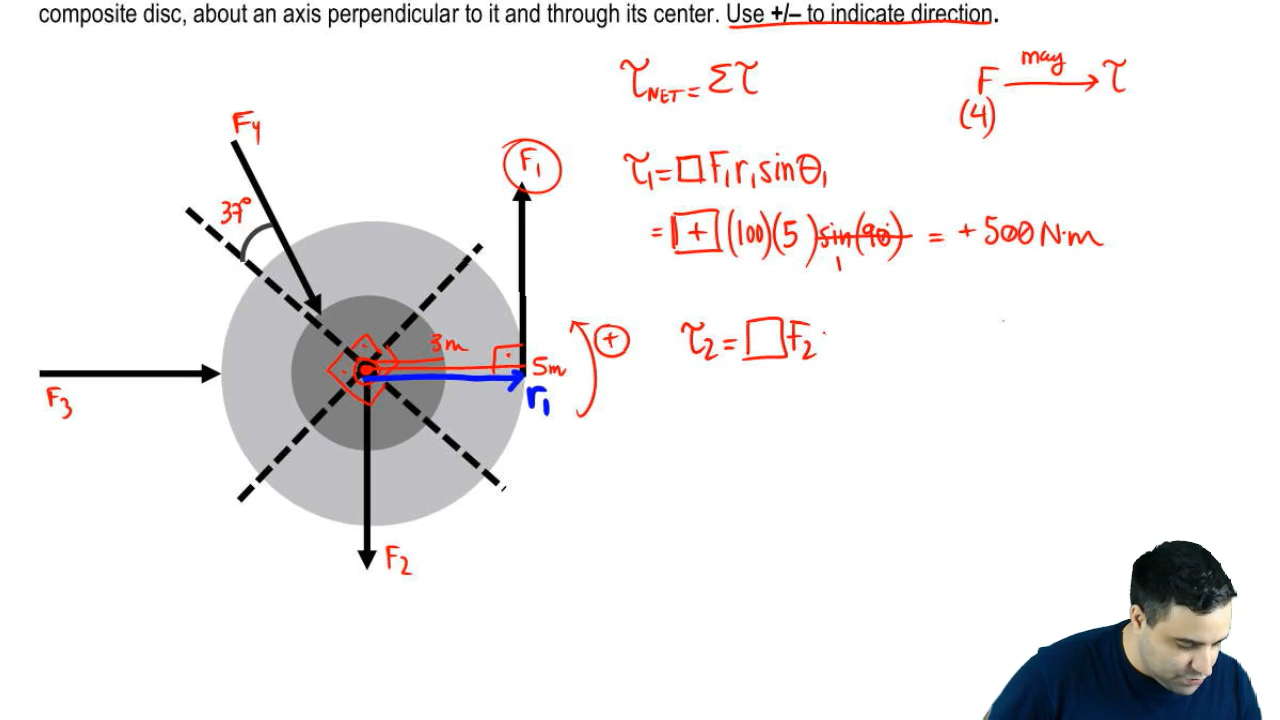 composite disc, about an axis perpendicular to it and through its center. Use +/– to indicate direction.
τNET = Στ
F may→ τ
(4)
F4
37°
F1
τ1 = □ F1 r1 sin θ1
= + (100)(5) sin(90) = + 500 N·m
1
3m
5m
+
r1
τ2 = □ F2
F3
F2